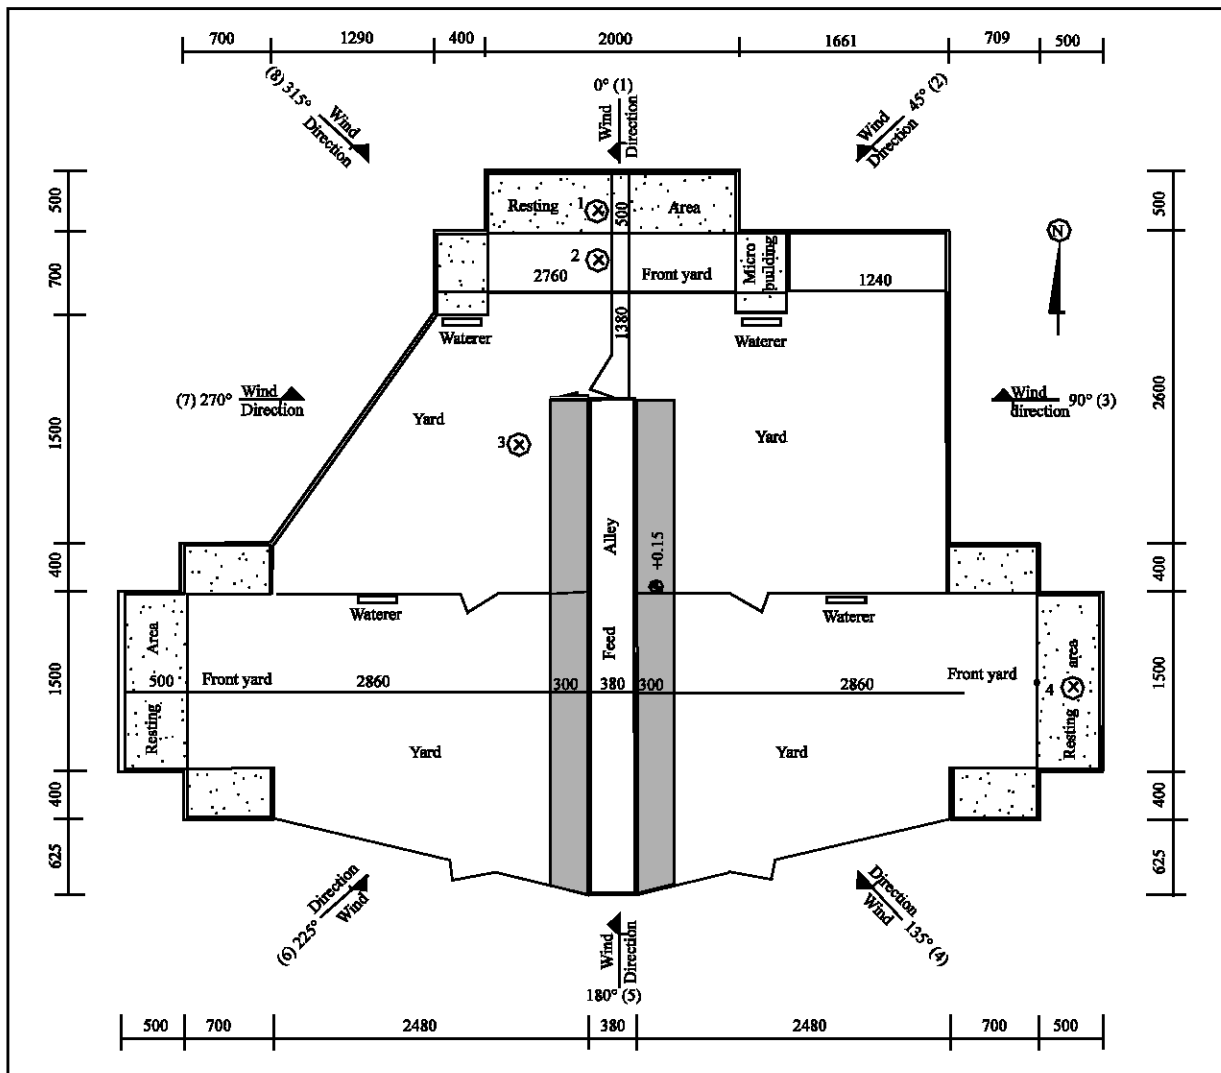 700 1290 400 2000 1661 709 500
(8) 315°
Wind
Direction
0° (1)
Wind
Direction
45° (2)
Wind
Direction
500
700
1500
400
1500
400
625
500
2600
400
1500
400
625
N
Resting
1
500
Area
2
2760
Front yard
Micro
building
1240
Waterer
1380
Waterer
(7) 270°
Wind
Direction
Wind
direction
90° (3)
Yard
3
Yard
Alley
+0.15
Waterer
Waterer
Feed
Area
500
Resting
Front yard
2860
300
380
300
2860
Front yard
4
area
Resting
Yard
Yard
(6) 225°
Direction
Wind
Wind
Direction
180° (5)
Direction
Wind
135° (4)
500 700 2480 380 2480 700 500